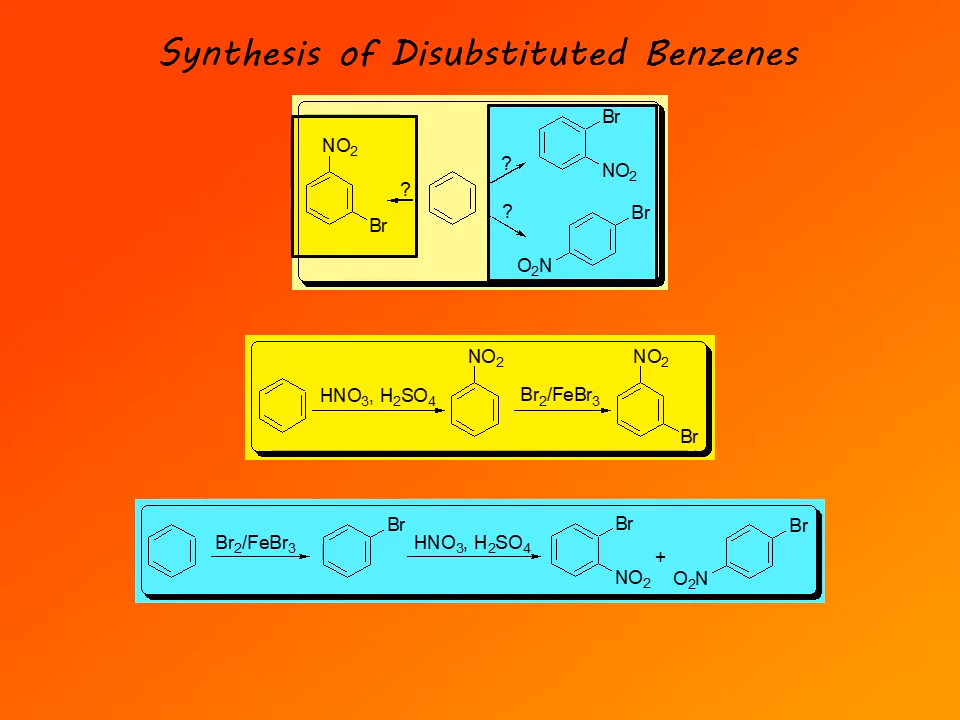 Synthesis of Disubstituted Benzenes
NO2
?
Br
?
?
Br
NO2
Br
O2N
HNO3, H2SO4
NO2
Br2/FeBr3
NO2
Br
Br2/FeBr3
Br
HNO3, H2SO4
Br
NO2
+
Br
O2N